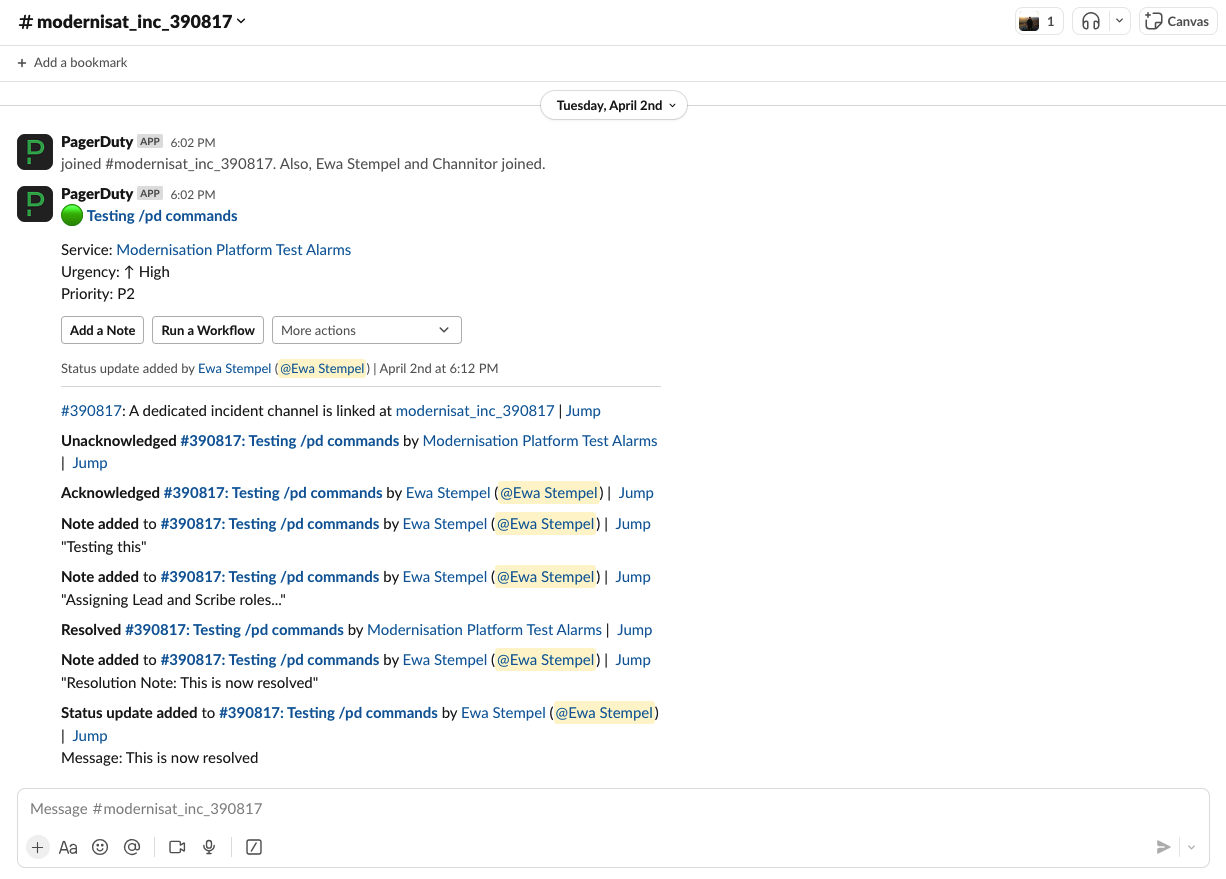 # modernisat_inc_390817
1
Canvas
+ Add a bookmark
Tuesday, April 2nd
PagerDuty APP 6:02 PM
joined #modernisat_inc_390817. Also, Ewa Stempel and Channitor joined.
PagerDuty APP 6:02 PM
Testing /pd commands
Service: Modernisation Platform Test Alarms
Urgency: ↑ High
Priority: P2
Add a Note
Run a Workflow
More actions
Status update added by Ewa Stempel (@Ewa Stempel) | April 2nd at 6:12 PM
#390817: A dedicated incident channel is linked at modernisat_inc_390817 | Jump
Unacknowledged #390817: Testing /pd commands by Modernisation Platform Test Alarms
| Jump
Acknowledged #390817: Testing /pd commands by Ewa Stempel (@Ewa Stempel) | Jump
Note added to #390817: Testing /pd commands by Ewa Stempel (@Ewa Stempel) | Jump
"Testing this"
Note added to #390817: Testing /pd commands by Ewa Stempel (@Ewa Stempel) | Jump
"Assigning Lead and Scribe roles..."
Resolved #390817: Testing /pd commands by Modernisation Platform Test Alarms | Jump
Note added to #390817: Testing /pd commands by Ewa Stempel (@Ewa Stempel) | Jump
"Resolution Note: This is now resolved"
Status update added to #390817: Testing /pd commands by Ewa Stempel (@Ewa Stempel)
| Jump
Message: This is now resolved
Message #modernisat_inc_390817
Aa